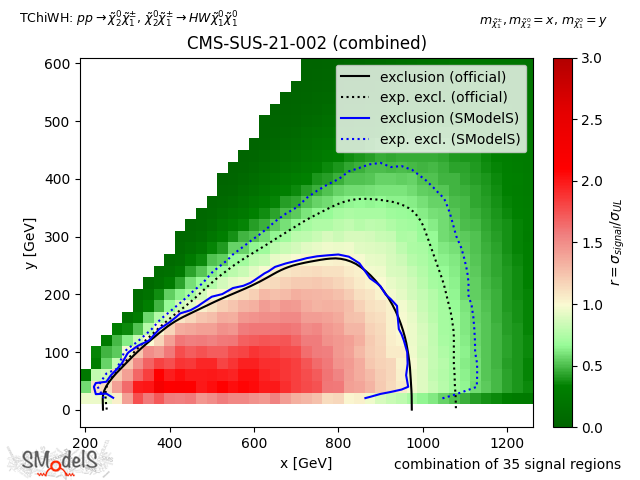 TChiWH: pp → χ̃⁰₂χ̃±₁, χ̃⁰₂χ̃±₁ → HWχ̃⁰₁χ̃⁰₁
m_χ̃±₁, m_χ̃⁰₂ = x, m_χ̃⁰₁ = y
CMS-SUS-21-002 (combined)
exclusion (official)
exp. excl. (official)
exclusion (SModelS)
exp. excl. (SModelS)
y [GeV]
600
500
400
300
200
100
0
200
400
600
800
1000
1200
x [GeV]
3.0
2.5
2.0
1.5
1.0
0.5
0.0
r = σ_signal/σ_UL
SModelS
combination of 35 signal regions